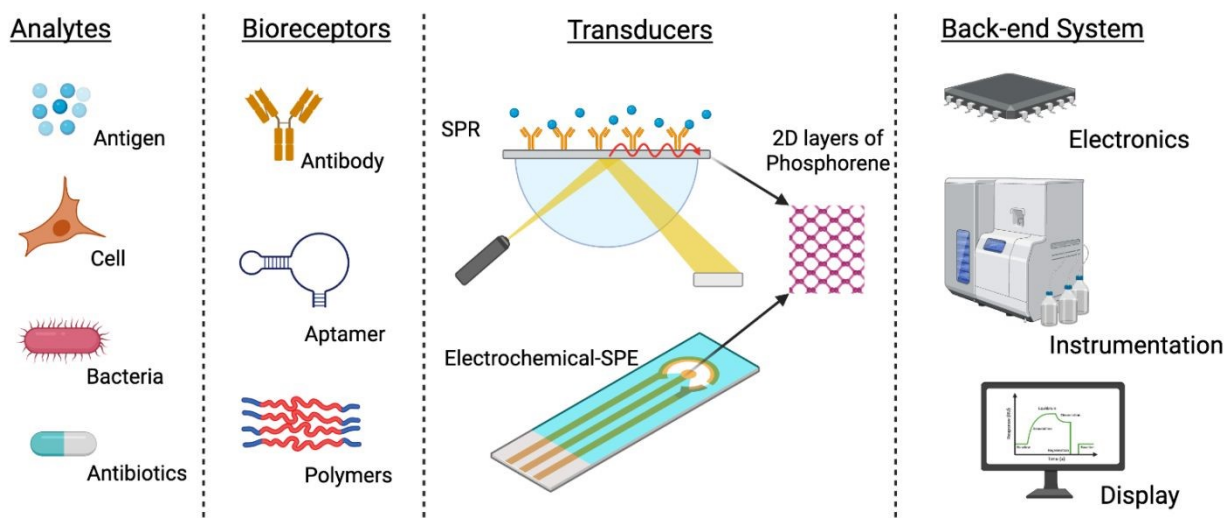 Analytes
Bioreceptors
Transducers
Back-end System
Antigen
Cell
Bacteria
Antibiotics
Antibody
Aptamer
Polymers
SPR
2D layers of
Phosphorene
Electrochemical-SPE
Electronics
Instrumentation
Display
Time (s)